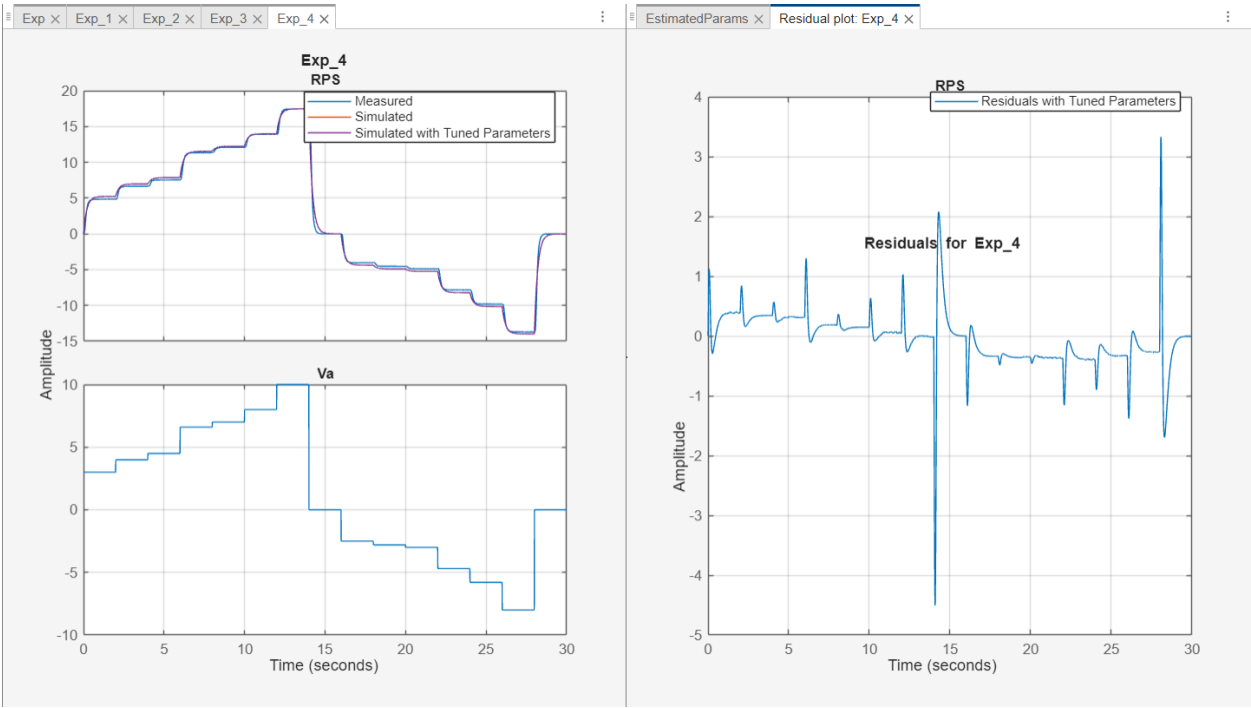 Exp Exp_1 Exp_2 Exp_3 Exp_4
Exp_4
RPS
Measured
Simulated
Simulated with Tuned Parameters
20
15
10
5
0
-5
-10
-15
Amplitude
Va
10
5
0
-5
-10
0 5 10 15 20 25 30
Time (seconds)
EstimatedParams Residual plot: Exp_4
RPS
Residuals with Tuned Parameters
Residuals for Exp_4
4
3
2
1
0
-1
-2
-3
-4
-5
Amplitude
0 5 10 15 20 25 30
Time (seconds)